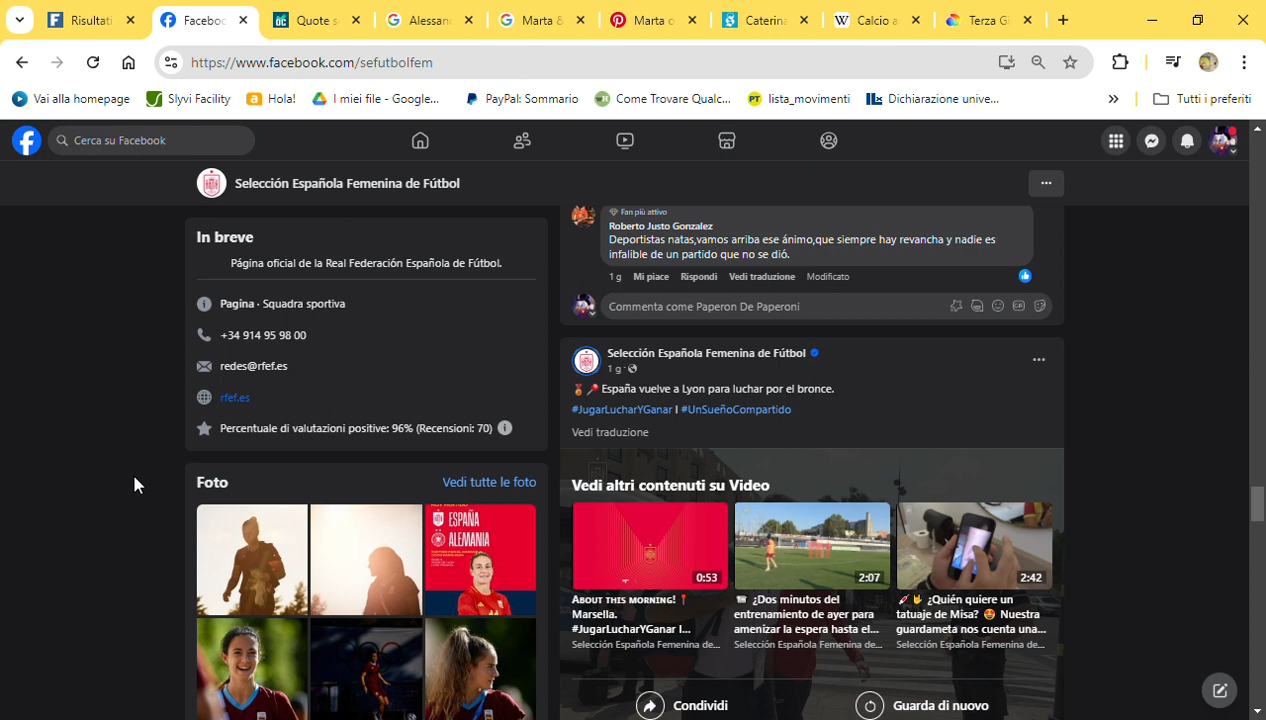 Risultati
Facebook
Quote s
Alessan
Marta &
Marta o
Caterina
Calcio a
Terza Gi
https://www.facebook.com/sefutbolfem
Vai alla homepage
Slyvi Facility
Hola!
I miei file - Google...
PayPal: Sommario
Come Trovare Qualc...
lista_movimenti
Dichiarazione unive...
»
Tutti i preferiti
Cerca su Facebook
Selección Española Femenina de Fútbol
In breve
Página oficial de la Real Federación Española de Fútbol.
Pagina · Squadra sportiva
+34 914 95 98 00
redes@rfef.es
rfef.es
Percentuale di valutazioni positive: 96% (Recensioni: 70)
Foto
Vedi tutte le foto
ESPAÑA
ALEMANIA
Fan più attivo
Roberto Justo Gonzalez
Deportistas natas,vamos arriba ese ánimo,que siempre hay revancha y nadie es
infalible de un partido que no se dió.
1 g Mi piace Rispondi Vedi traduzione Modificato
Commenta come Paperon De Paperoni
Selección Española Femenina de Fútbol
1 g ·
España vuelve a Lyon para luchar por el bronce.
#JugarLucharYGanar I #UnSueñoCompartido
Vedi traduzione
Vedi altri contenuti su Video
0:53
2:07
2:42
About this morning!
Marsella.
#JugarLucharYGanar I...
Selección Española Femenina de...
¿Dos minutos del
entrenamiento de ayer para
amenizar la espera hasta el...
Selección Española Femenina de...
¿Quién quiere un
tatuaje de Misa? 🤩 Nuestra
guardameta nos cuenta una...
Selección Española Femenina de...
Condividi
Guarda di nuovo